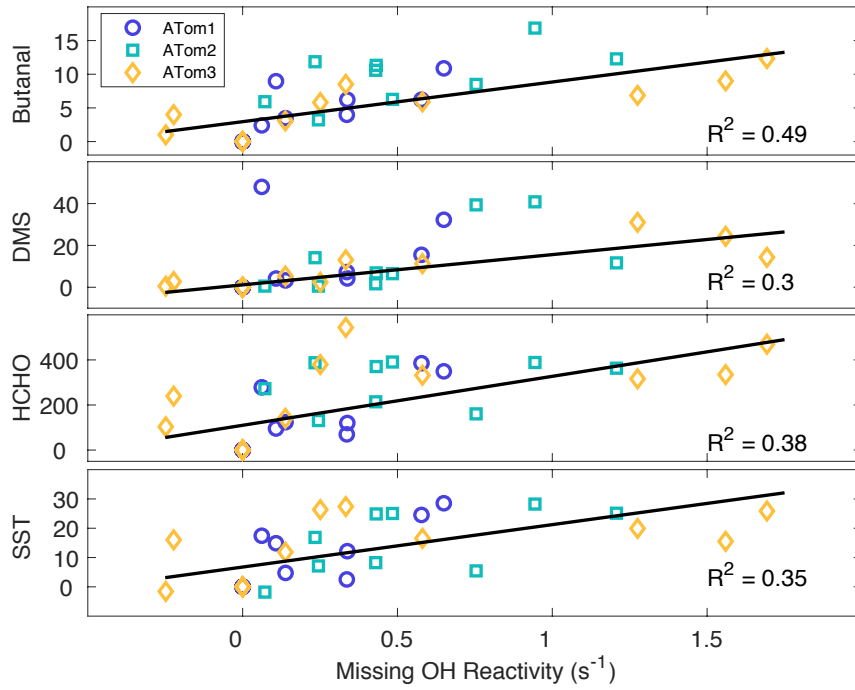 ATom1
ATom2
ATom3
Butanal
15
10
5
0
R² = 0.49
DMS
40
20
0
R² = 0.3
HCHO
400
200
0
R² = 0.38
SST
30
20
10
0
R² = 0.35
0 0.5 1 1.5
Missing OH Reactivity (s⁻¹)